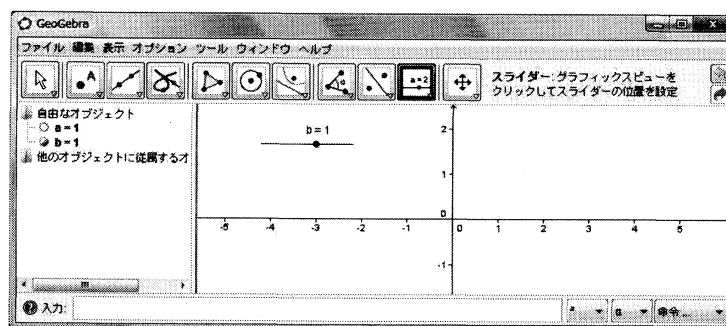 GeoGebra
ファイル 編集 表示 オプション ツール ウィンドウ ヘルプ
A
a=2
スライダー: グラフィックスビューを
クリックしてスライダーの位置を設定
自由なオブジェクト
a = 1
b = 1
他のオブジェクトに従属するオ
b = 1
2
1
0
-5 -4 -3 -2 -1 0 1 2 3 4 5
-1
入力:
α
命令...